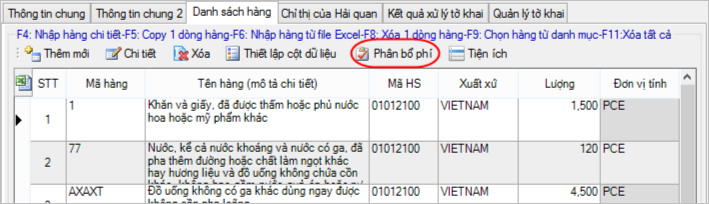 Thông tin chung Thông tin chung 2 Danh sách hàng Chỉ thị của Hải quan Kết quả xử lý tờ khai Quản lý tờ khai
F4: Nhập hàng chi tiết-F5: Copy 1 dòng hàng-F6: Nhập hàng từ file Excel-F8: Xóa 1 dòng hàng-F9: Chọn hàng từ danh mục-F11:Xóa tất cả
Thêm mới Chi tiết Xóa Thiết lập cột dữ liệu Phân bổ phí Tiện ích
STT Mã hàng Tên hàng (mô tả chi tiết) Mã HS Xuất xứ Lượng Đơn vị tính
1 1 Khăn và giấy, đã được thấm hoặc phủ nước 01012100 VIETNAM 1,500 PCE
hoa hoặc mỹ phẩm khác
2 77 Nước, kể cả nước khoáng và nước có ga, đã 01012100 VIETNAM 120 PCE
pha thêm đường hoặc chất làm ngọt khác
hay hương liệu và đồ uống không chứa cồn
AXAXT Đồ uống không có ga khác dùng ngay được 01012100 VIETNAM 4,500 PCE